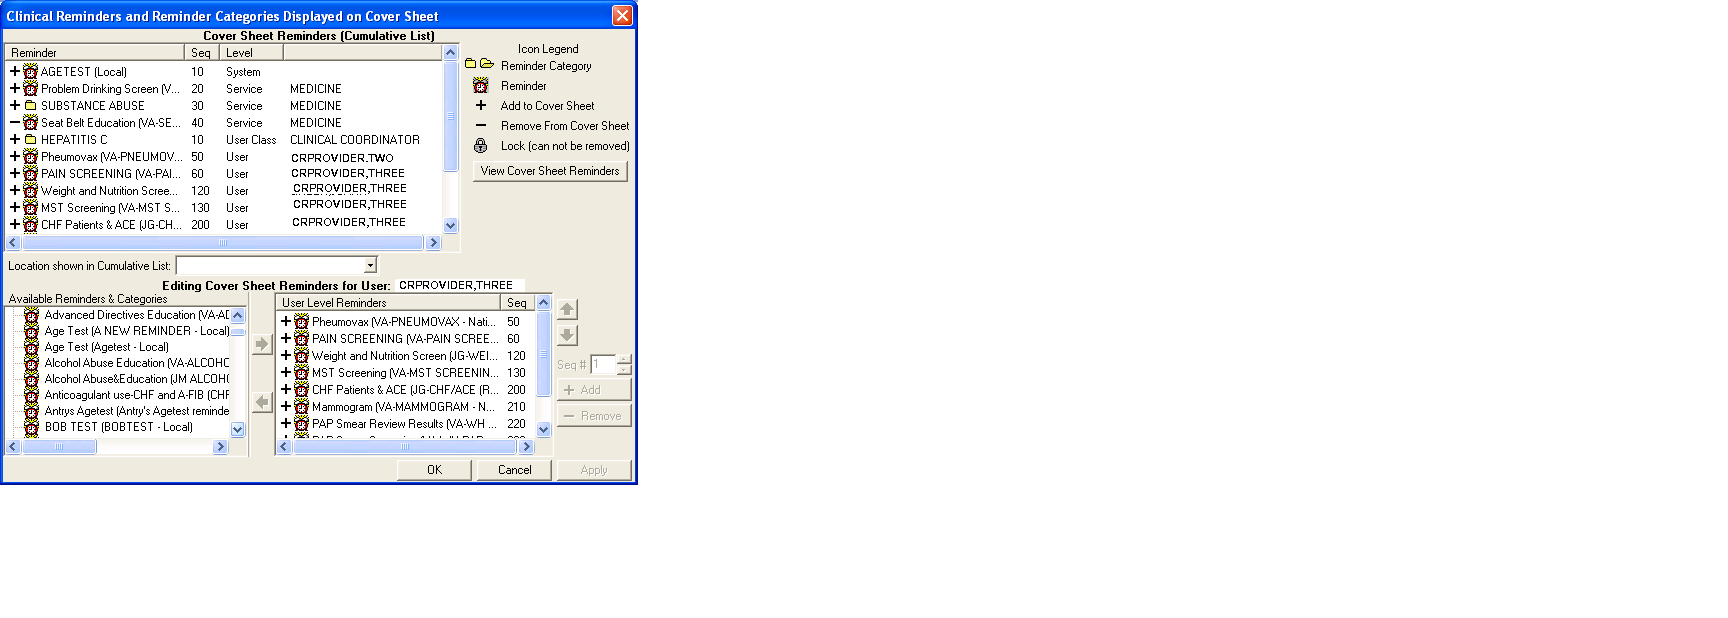 Clinical Reminders and Reminder Categories Displayed on Cover Sheet
Cover Sheet Reminders (Cumulative List)
Reminder Seq Level
AGETEST (Local) 10 System
Problem Drinking Screen (V... 20 Service MEDICINE
SUBSTANCE ABUSE 30 Service MEDICINE
Seat Belt Education (VA-SE... 40 Service MEDICINE
HEPATITIS C 10 User Class CLINICAL COORDINATOR
Pheumovax (VA-PNEUMOV... 50 User CRPROVIDER,TWO
PAIN SCREENING (VA-PAI... 60 User CRPROVIDER,THREE
Weight and Nutrition Scree... 120 User CRPROVIDER,THREE
MST Screening (VA-MST S... 130 User CRPROVIDER,THREE
CHF Patients & ACE (JG-CH... 200 User CRPROVIDER,THREE
Icon Legend
Reminder Category
Reminder
Add to Cover Sheet
Remove From Cover Sheet
Lock (can not be removed)
View Cover Sheet Reminders
Location shown in Cumulative List:
Editing Cover Sheet Reminders for User: CRPROVIDER,THREE
Available Reminders & Categories
Advanced Directives Education (VA-AD
Age Test (A NEW REMINDER - Local)
Age Test (Agetest - Local)
Alcohol Abuse Education (VA-ALCOHO
Alcohol Abuse&Education (JM ALCOHO
Anticoagulant use-CHF and A-FIB (CHF
Antrys Agetest (Antry's Agetest reminde
BOB TEST (BOBTEST - Local)
User Level Reminders Seq
Pheumovax (VA-PNEUMOVAX - Nati... 50
PAIN SCREENING (VA-PAIN SCREE... 60
Weight and Nutrition Screen (JG-WEI... 120
MST Screening (VA-MST SCREENIN... 130
CHF Patients & ACE (JG-CHF/ACE (R... 200
Mammogram (VA-MAMMOGRAM - N... 210
PAP Smear Review Results (VA-WH ... 220
Seq # 1
Add
Remove
OK Cancel Apply